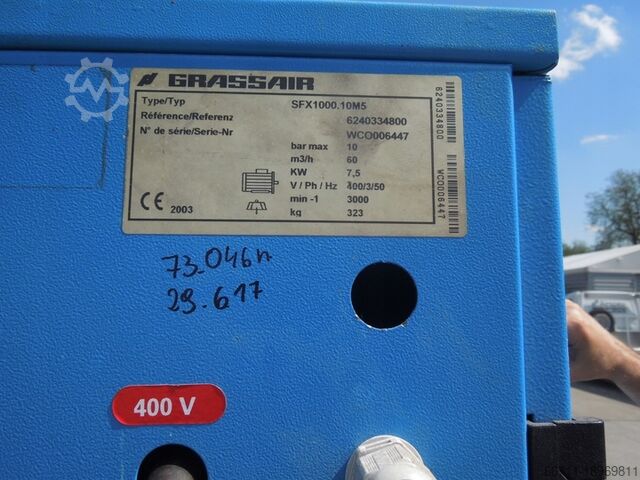 GRASSAIR
Type/Typ SFX1000.10M5
Référence/Referenz 6240334800
N° de série/Serie-Nr WCO006447
bar max 10
m3/h 60
KW 7,5
V / Ph / Hz 400/3/50
min -1 3000
kg 323
CE 2003
6240334800
WCO006447
73.046h
29.617
400 V